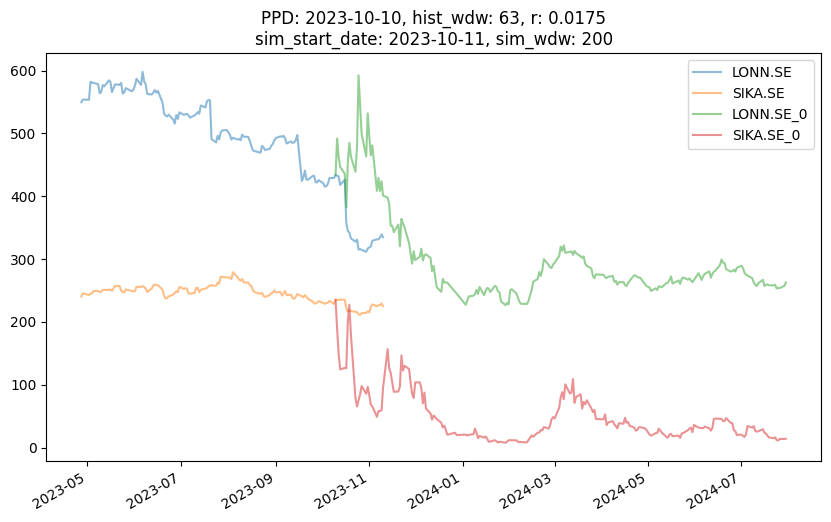 PPD: 2023-10-10, hist_wdw: 63, r: 0.0175
sim_start_date: 2023-10-11, sim_wdw: 200
LONN.SE
SIKA.SE
LONN.SE_0
SIKA.SE_0
600
500
400
300
200
100
0
2023-05
2023-07
2023-09
2023-11
2024-01
2024-03
2024-05
2024-07